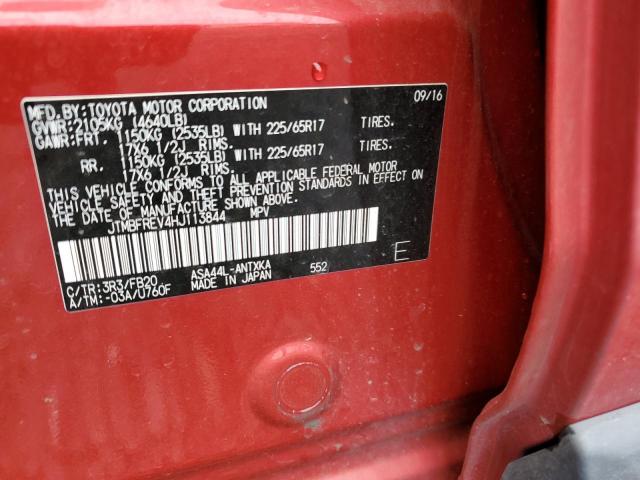 MFD.BY:TOYOTA MOTOR CORPORATION 09/16
GVWR:2105KG (4640LB)
GAWR:FRT. 1150KG (2535LB) WITH 225/65R17 TIRES.
17X6 1/2J RIMS.
RR. 1150KG (2535LB) WITH 225/65R17 TIRES.
17X6 1/2J RIMS.
THIS VEHICLE CONFORMS TO ALL APPLICABLE FEDERAL MOTOR
VEHICLE SAFETY AND THEFT PREVENTION STANDARDS IN EFFECT ON
THE DATE OF MANUFACTURE SHOWN ABOVE.
JTMBFREV4HJ113844 MPV
C/TR:3R3/FB20 ASA44L-ANTXKA 552 E
A/TM:-03A/U760F MADE IN JAPAN